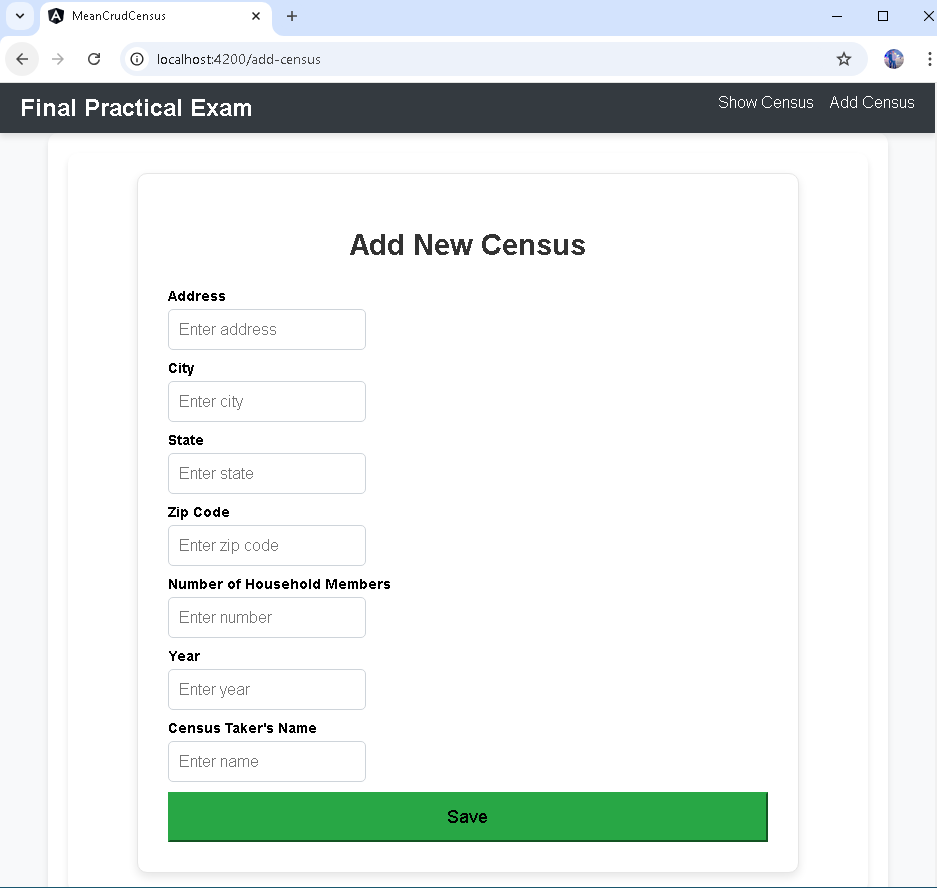 MeanCrudCensus
localhost:4200/add-census
Final Practical Exam
Show Census Add Census
Add New Census
Address
Enter address
City
Enter city
State
Enter state
Zip Code
Enter zip code
Number of Household Members
Enter number
Year
Enter year
Census Taker's Name
Enter name
Save